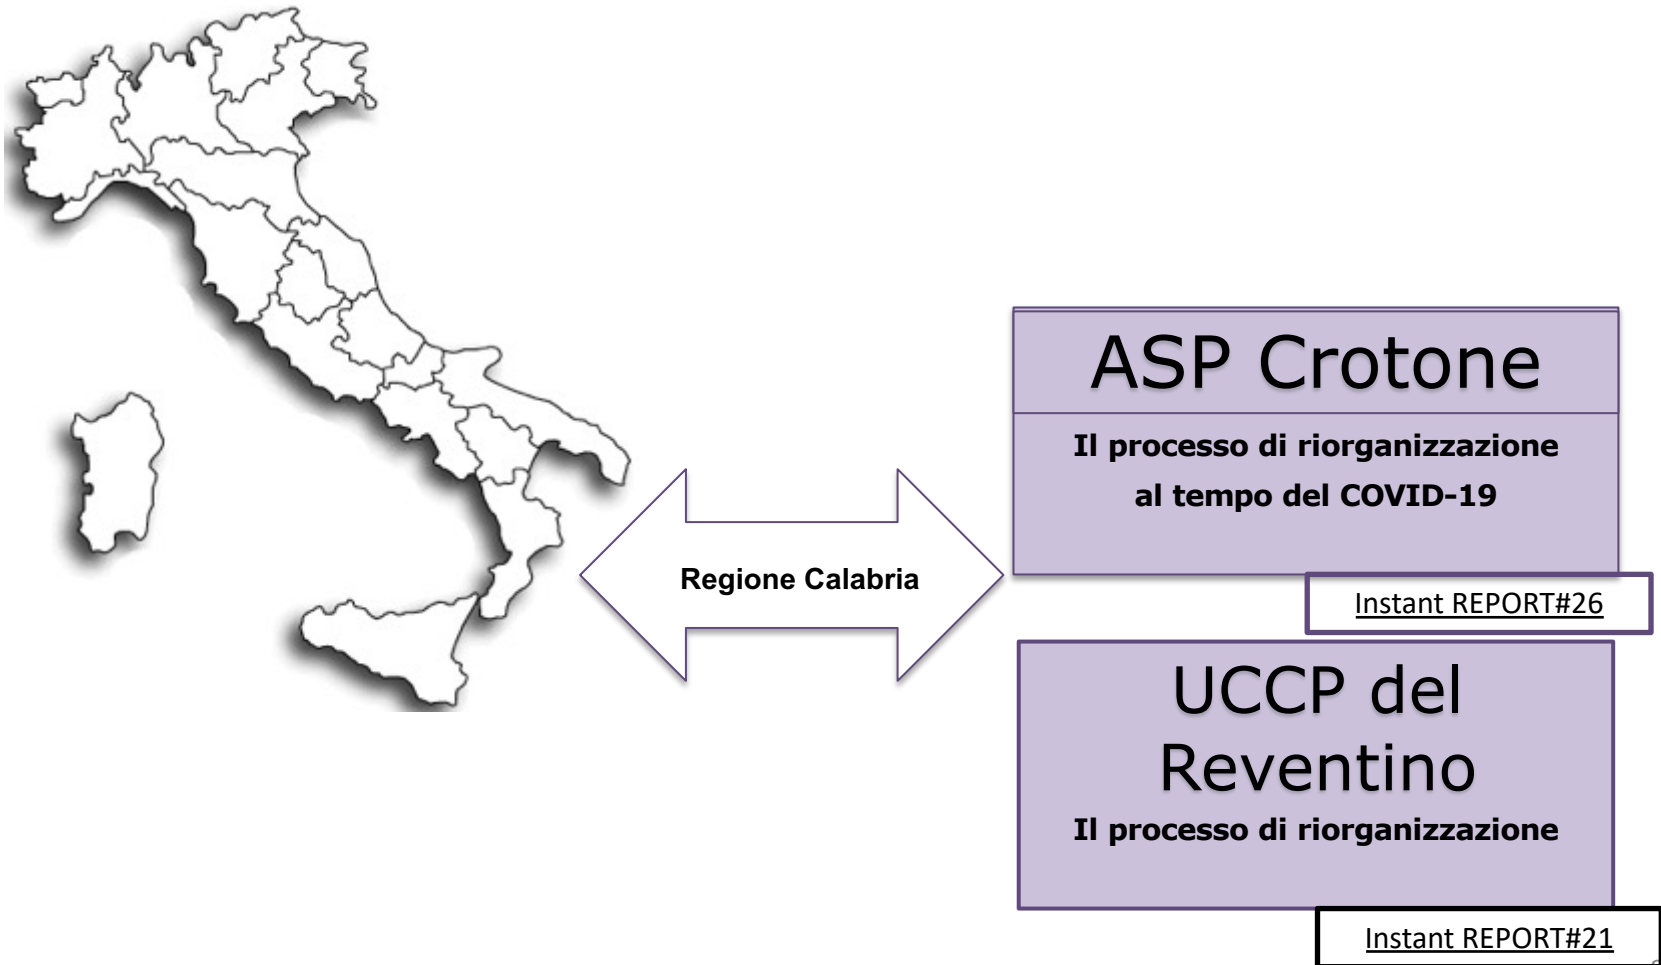 Regione Calabria
ASP Crotone
Il processo di riorganizzazione
al tempo del COVID-19
Instant REPORT#26
UCCP del
Reventino
Il processo di riorganizzazione
Instant REPORT#21